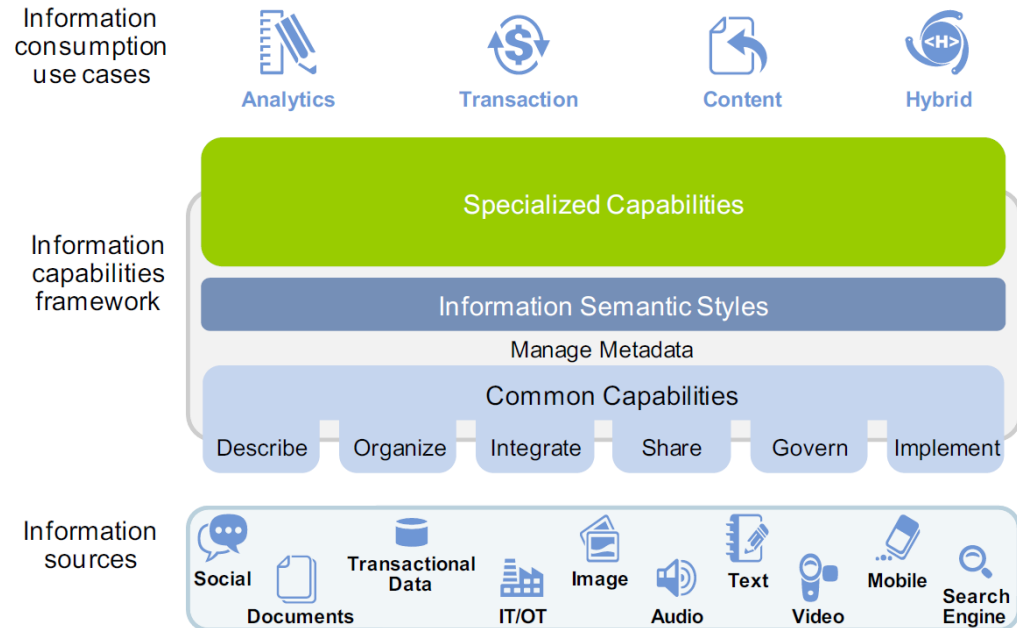 Information
consumption
use cases
<H>
Analytics
Transaction
Content
Hybrid
Specialized Capabilities
Information
capabilities
framework
Information Semantic Styles
Manage Metadata
Common Capabilities
Describe
Organize
Integrate
Share
Govern
Implement
Information
sources
Social
Documents
Transactional
Data
IT/OT
Image
Audio
Text
Video
Mobile
Search
Engine